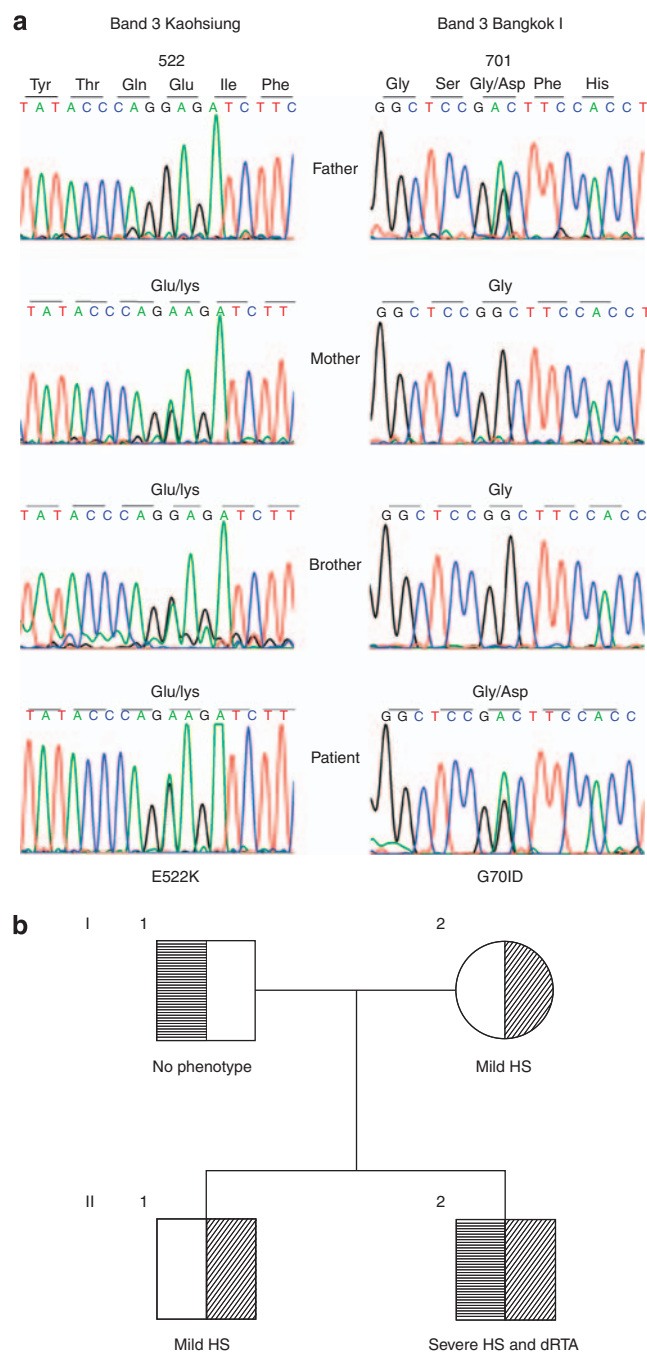 a
Band 3 Kaohsiung Band 3 Bangkok I
522 701
Tyr Thr Gln Glu Ile Phe Gly Ser Gly/Asp Phe His
T A T A C C C A G G A G A T C T T C G G C T C C G A C T T C C A C C T
Father
Glu/lys Gly
T A T A C C C A G A A G A T C T T G G C T C C G G C T T C C A C C T
Mother
Glu/lys Gly
T A T A C C C A G G A G A T C T T G G C T C C G G C T T C C A C C
Brother
Glu/lys Gly/Asp
T A T A C C C A G A A G A T C T T G G C T C C G A C T T C C A C C
Patient
E522K G70ID
b
I 1 2
No phenotype Mild HS
II 1 2
Mild HS Severe HS and dRTA